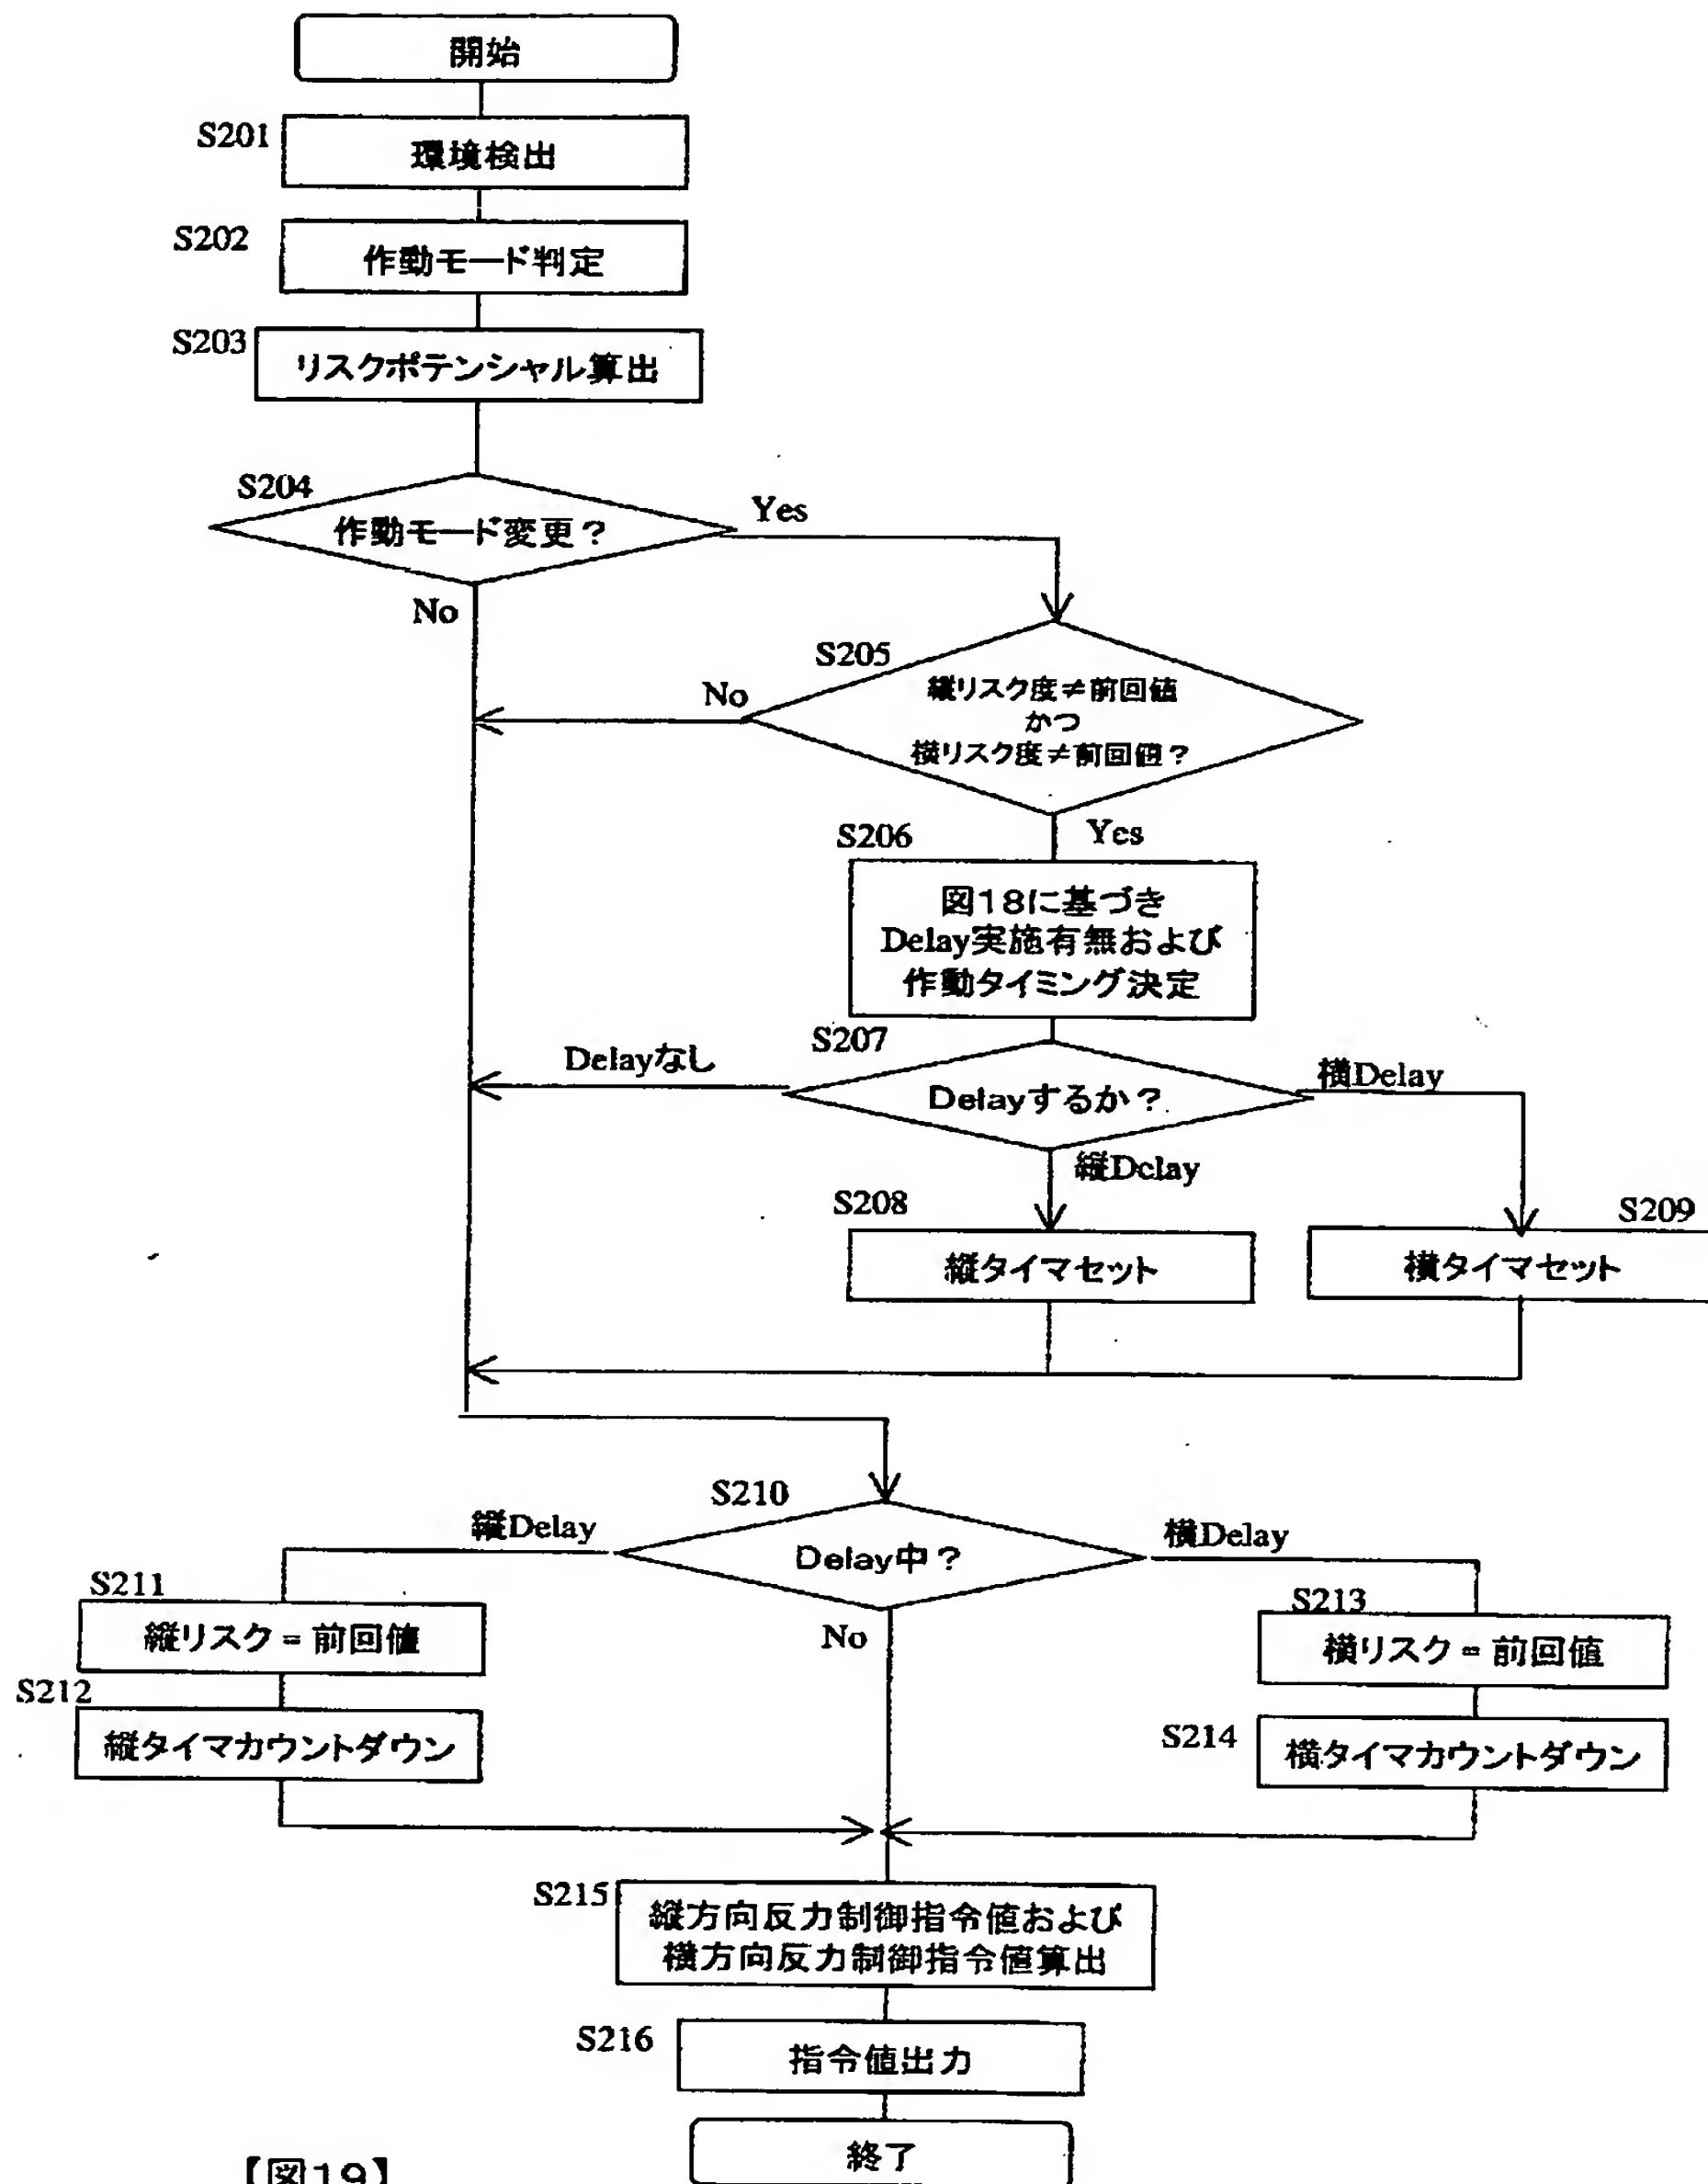 開始
S201
環境検出
S202
作動モード判定
S203
リスクポテンシャル算出
S204
作動モード変更?
Yes
No
S205
縦リスク度≠前回値
かつ
横リスク度≠前回値?
No
Yes
S206
図18に基づき
Delay実施有無および
作動タイミング決定
S207
Delayするか?
Delayなし
横Delay
縦Delay
S208
縦タイマセット
S209
横タイマセット
S210
Delay中?
縦Delay
横Delay
No
S211
縦リスク=前回値
S212
縦タイマカウントダウン
S213
横リスク=前回値
S214
横タイマカウントダウン
S215
縦方向反力制御指令値および
横方向反力制御指令値算出
S216
指令値出力
終了
【図19】